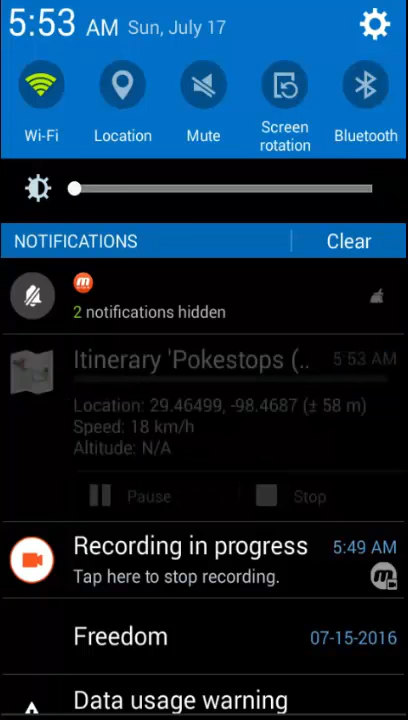 5:53 AM Sun, July 17
Wi-Fi
Location
Mute
Screen
rotation
Bluetooth
NOTIFICATIONS
Clear
2 notifications hidden
Itinerary 'Pokestops (.. 5:53 AM
Location: 29.46499, -98.4687 (± 58 m)
Speed: 18 km/h
Altitude: N/A
Pause
Stop
Recording in progress 5:49 AM
Tap here to stop recording.
Freedom 07-15-2016
Data usage warning